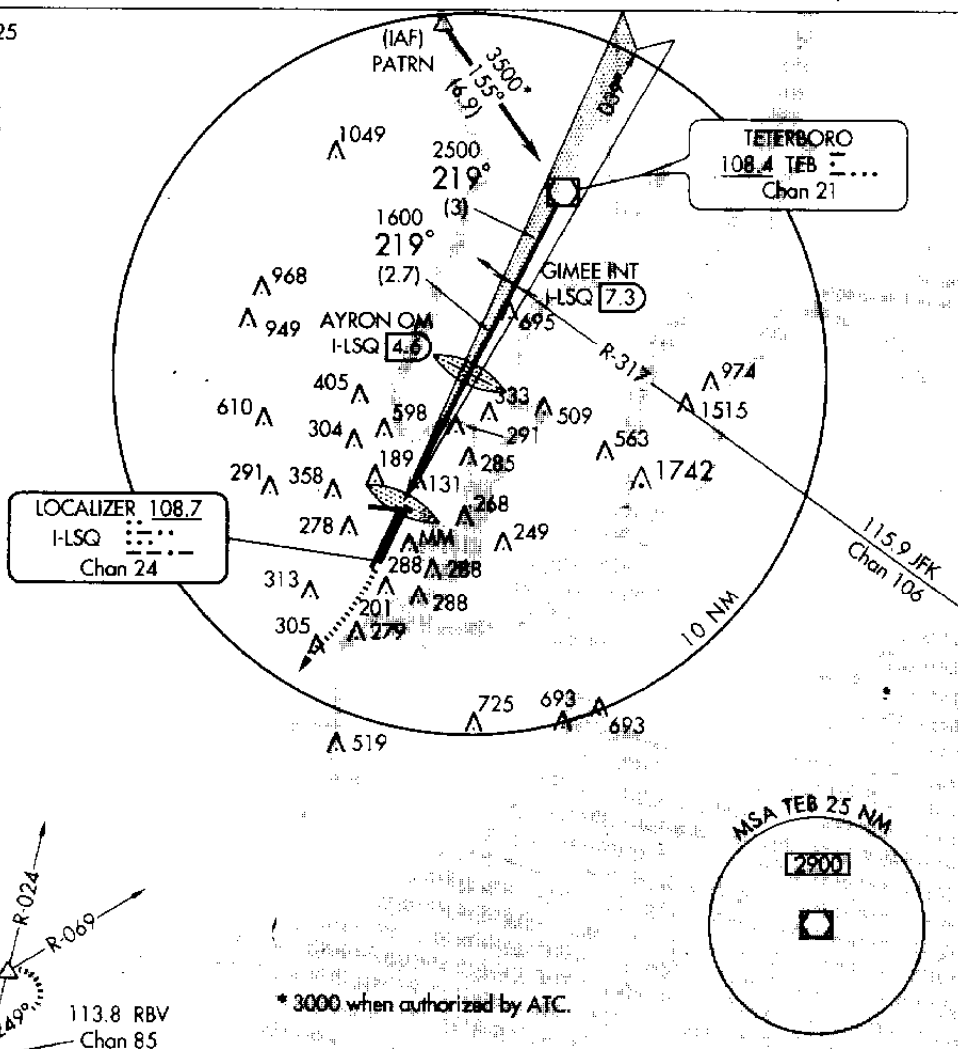 25
(IAF)
PATRN
3500*
155°
(6.9)
039°
1049
TETERBORO
108.4 TEB
Chan 21
2500
219°
(3)
1600
219°
(2.7)
968
949
GIMEE INT
I-LSQ 7.3
695
AYRON OM
I-LSQ 4.6
R-317
974
1515
405
333
509
610
598
291
304
563
285
1742
189
291
358
131
LOCALIZER 108.7
I-LSQ
Chan 24
268
278
249
MM
115.9 JFK
Chan 106
288
288
313
201
288
305
279
10 NM
725
693
693
519
MSA TEB 25 NM
2900
R-024
R-069
249°
113.8 RBV
Chan 85
* 3000 when authorized by ATC.